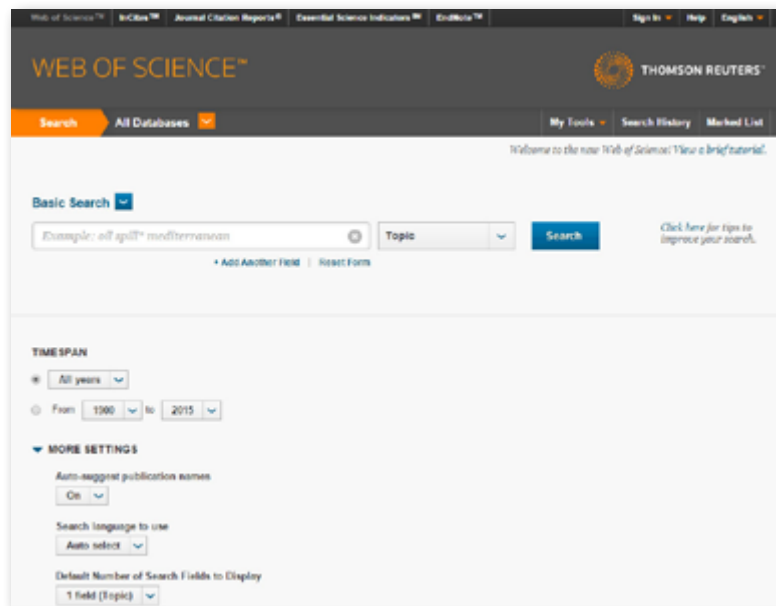 Web of Science™ InCites™ Journal Citation Reports® Essential Science Indicators℠ EndNote™ Sign In Help English
WEB OF SCIENCE™
THOMSON REUTERS™
Search All Databases My Tools Search History Marked List
Welcome to the new Web of Science! View a brief tutorial.
Basic Search
Example: oil spill* mediterranean Topic Search Click here for tips to
improve your search.
+ Add Another Field | Reset Form
TIMESPAN
All years
From 1980 to 2015
MORE SETTINGS
Auto-suggest publication names
On
Search language to use
Auto select
Default Number of Search Fields to Display
1 field (Topic)